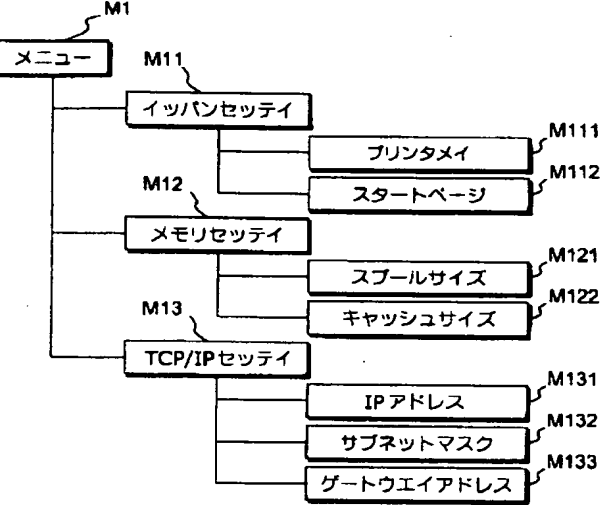 M1
メニュー
M11
イッパンセッテイ
M111
プリンタメイ
M112
スタートページ
M12
メモリセッテイ
M121
スプールサイズ
M122
キャッシュサイズ
M13
TCP/IPセッテイ
M131
IPアドレス
M132
サブネットマスク
M133
ゲートウエイアドレス